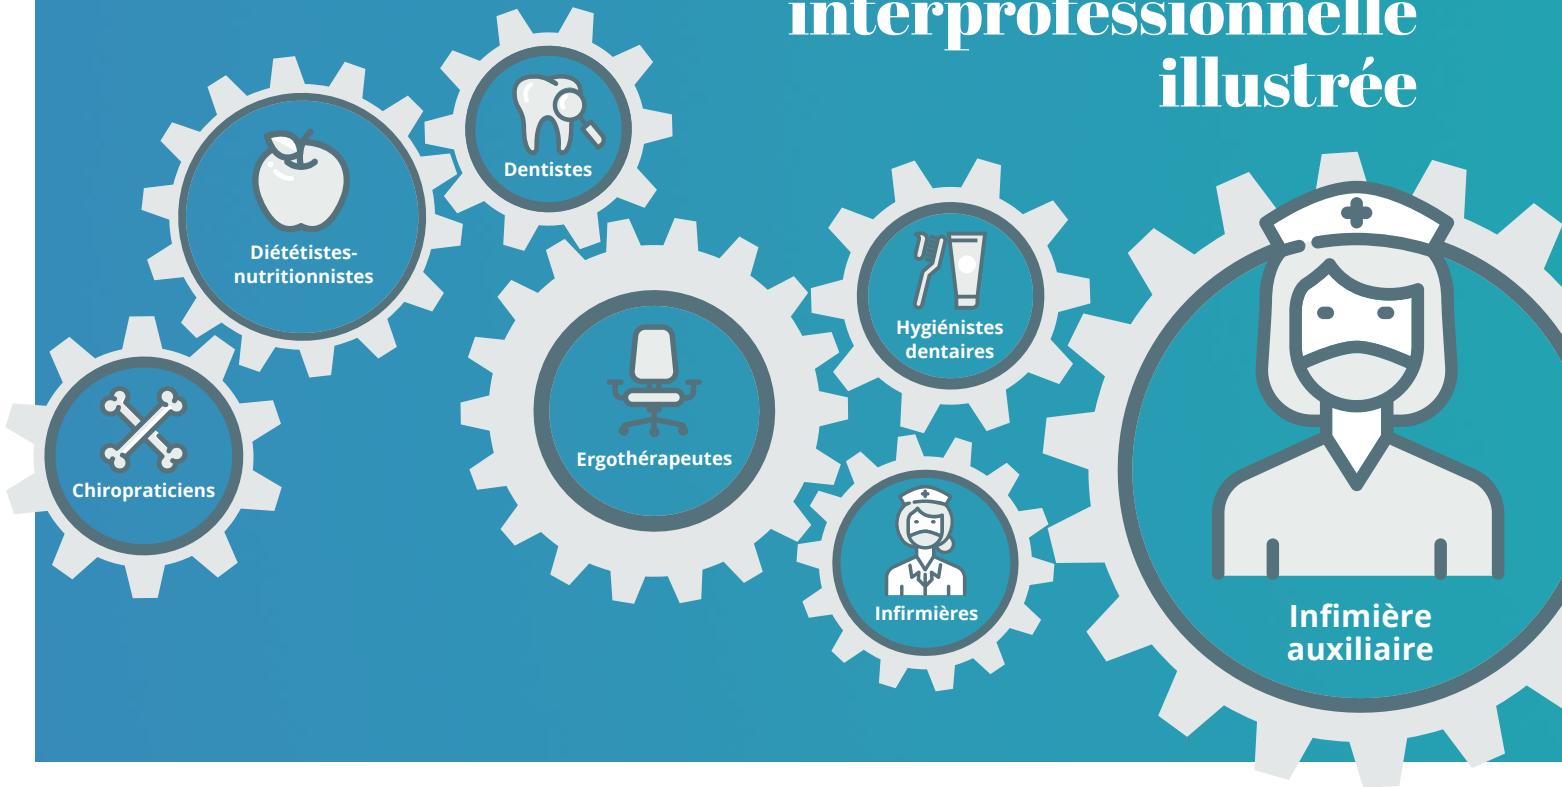 interprofessionnelle
illustrée
Dentistes
Diététistes-
nutritionnistes
Hygiénistes
dentaires
Ergothérapeutes
Chiropraticiens
Infirmières
Infimière
auxiliaire